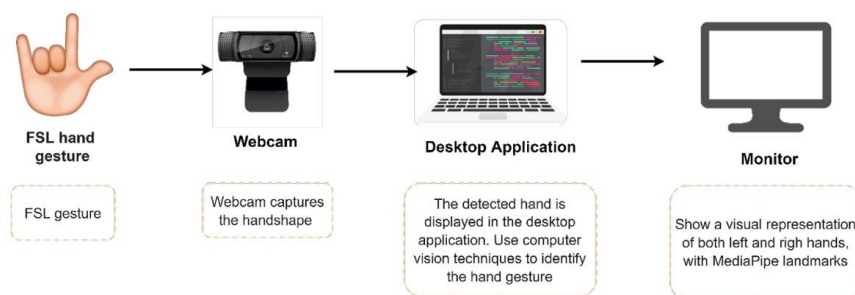 FSL hand
gesture
Webcam
Desktop Application
Monitor
FSL gesture
Webcam captures
the handshape
The detected hand is
displayed in the desktop
application. Use computer
vision techniques to identify
the hand gesture
Show a visual representation
of both left and righ hands,
with MediaPipe landmarks